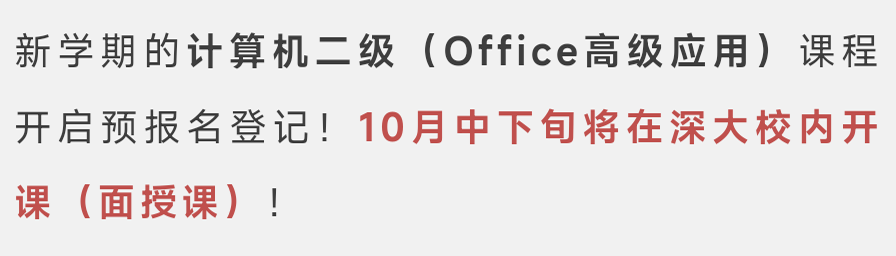 新学期的计算机二级（Office高级应用）课程
开启预报名登记！10月中下旬将在深大校内开
课（面授课）！